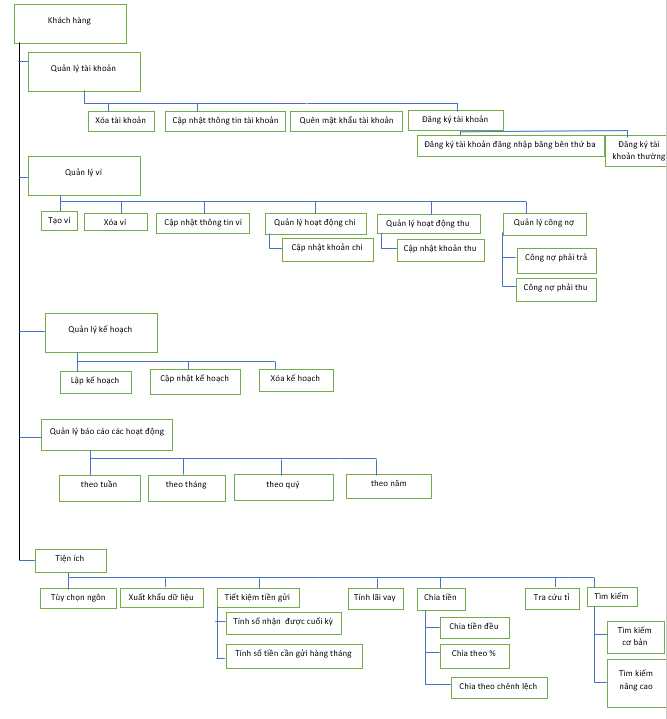 Khách hàng
Quản lý tài khoản
Xóa tài khoản
Cập nhật thông tin tài khoản
Quên mật khẩu tài khoản
Đăng ký tài khoản
Đăng ký tài khoản đăng nhập bằng bên thứ ba
Đăng ký tài
khoản thường
Quản lý ví
Tạo ví
Xóa ví
Cập nhật thông tin ví
Quản lý hoạt động chi
Quản lý hoạt động thu
Quản lý công nợ
Cập nhật khoản chi
Cập nhật khoản thu
Công nợ phải trả
Công nợ phải thu
Quản lý kế hoạch
Lập kế hoạch
Cập nhật kế hoạch
Xóa kế hoạch
Quản lý báo cáo các hoạt động
theo tuần
theo tháng
theo quý
theo năm
Tiện ích
Tùy chọn ngôn
Xuất khẩu dữ liệu
Tiết kiệm tiền gửi
Tính lãi vay
Chia tiền
Tra cứu tỉ
Tìm kiếm
Tính số nhận được cuối kỳ
Tính số tiền cần gửi hàng tháng
Chia tiền đều
Chia theo %
Chia theo chênh lệch
Tìm kiếm
cơ bản
Tìm kiếm
nâng cao